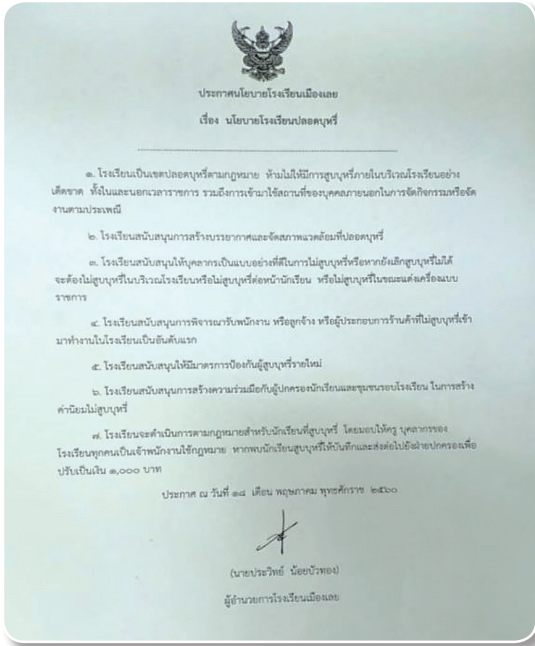 ประกาศนโยบายโรงเรียนเมืองเลย
เรื่อง นโยบายโรงเรียนปลอดบุหรี่
๑. โรงเรียนเป็นเขตปลอดบุหรี่ตามกฎหมาย ห้ามไม่ให้มีการสูบบุหรี่ภายในบริเวณโรงเรียนอย่าง
เด็ดขาด ทั้งในและนอกเวลาราชการ รวมถึงการเข้ามาใช้สถานที่ของบุคคลภายนอกในการจัดกิจกรรมหรือจัด
งานตามประเพณี
๒. โรงเรียนสนับสนุนการสร้างบรรยากาศและจัดสภาพแวดล้อมที่ปลอดบุหรี่
๓. โรงเรียนสนับสนุนให้บุคลากรเป็นแบบอย่างที่ดีในการไม่สูบบุหรี่หรือหากยังเลิกสูบบุหรี่ไม่ได้
จะต้องไม่สูบบุหรี่ในบริเวณโรงเรียนหรือไม่สูบบุหรี่ต่อหน้านักเรียน หรือไม่สูบบุหรี่ในขณะแต่งเครื่องแบบ
ราชการ
๔. โรงเรียนสนับสนุนการพิจารณารับพนักงาน หรือลูกจ้าง หรือผู้ประกอบการร้านค้าที่ไม่สูบบุหรี่เข้า
มาทำงานในโรงเรียนเป็นอันดับแรก
๕. โรงเรียนสนับสนุนให้มีมาตรการป้องกันผู้สูบบุหรี่รายใหม่
๖. โรงเรียนสนับสนุนการสร้างความร่วมมือกับผู้ปกครองนักเรียนและชุมชนรอบโรงเรียน ในการสร้าง
ค่านิยมไม่สูบบุหรี่
๗. โรงเรียนจะดำเนินการตามกฎหมายสำหรับนักเรียนที่สูบบุหรี่ โดยมอบให้ครู บุคลากรของ
โรงเรียนทุกคนเป็นเจ้าพนักงานใช้กฎหมาย หากพบนักเรียนสูบบุหรี่ให้บันทึกและส่งต่อไปยังฝ่ายปกครองเพื่อ
ปรับเป็นเงิน ๑,๐๐๐ บาท
ประกาศ ณ วันที่ ๑๘ เดือน พฤษภาคม พุทธศักราช ๒๕๖๐
(นายประวิทย์ น้อยบัวทอง)
ผู้อำนวยการโรงเรียนเมืองเลย